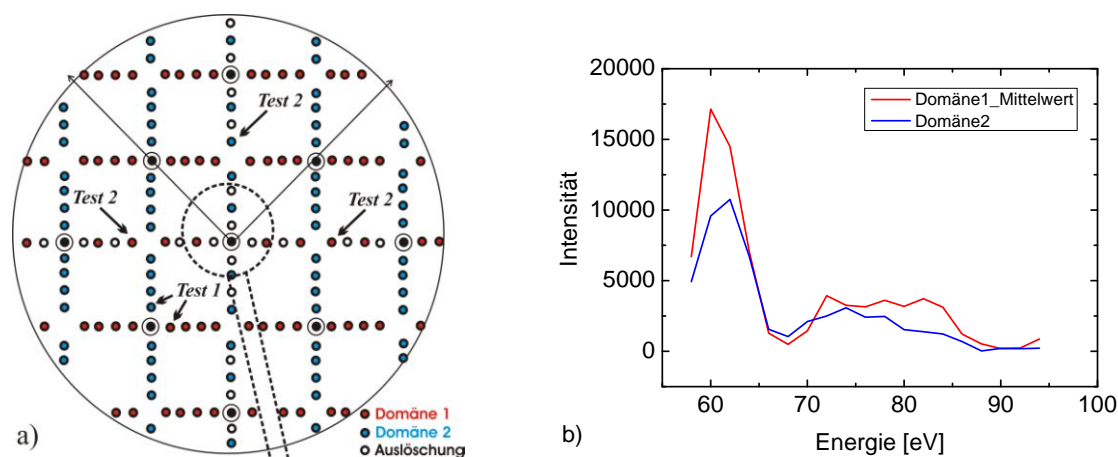 Test 2
Test 2
Test 2
Test 1
Domäne 1
Domäne 2
Auslöschung
a)
20000
15000
10000
5000
0
Intensität
Domäne1_Mittelwert
Domäne2
60
70
80
90
100
Energie [eV]
b)